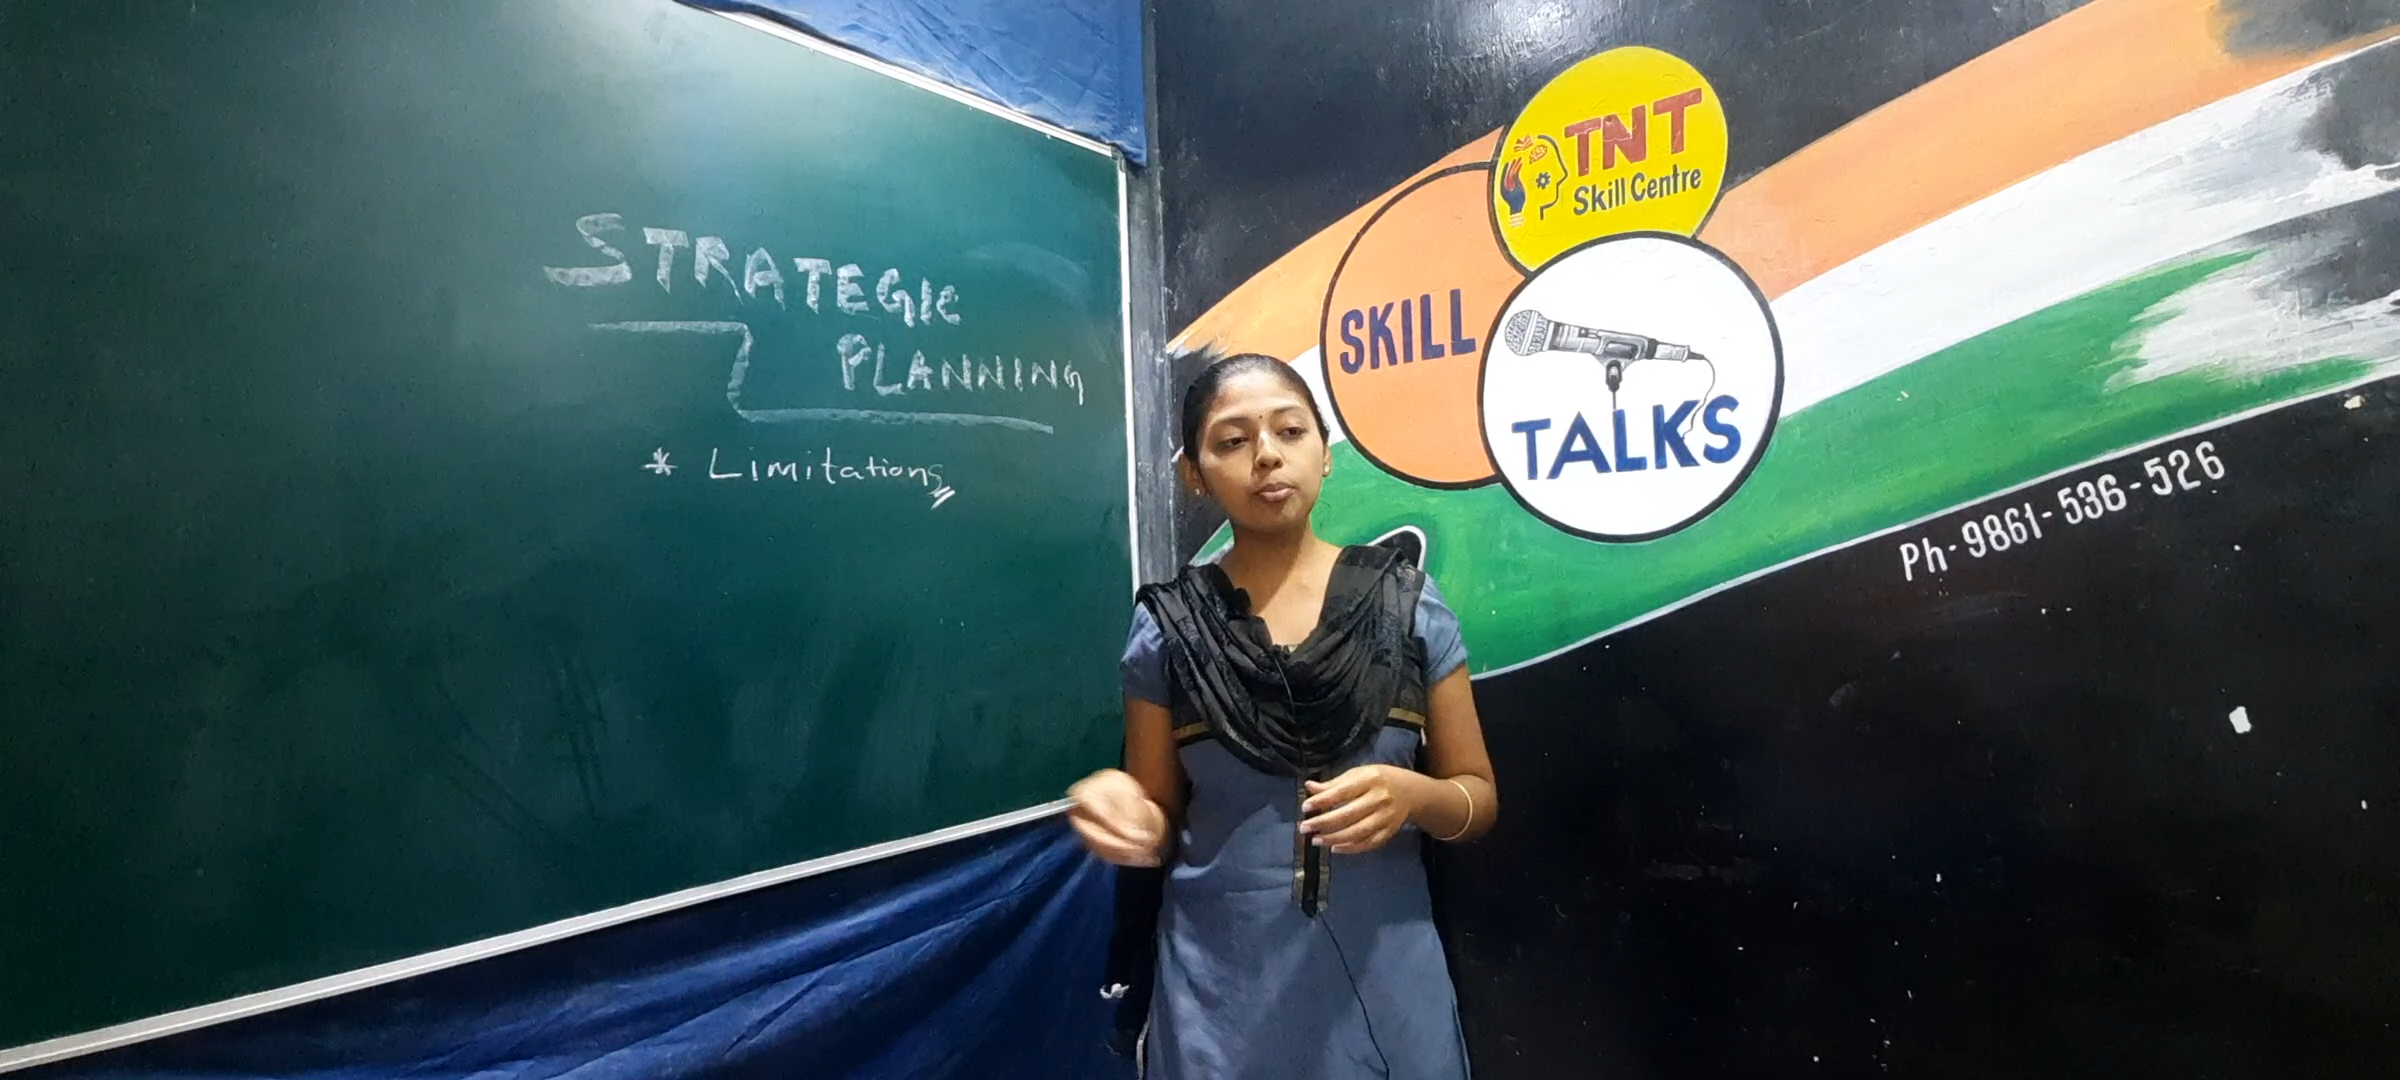 STRATEGIC
PLANNING
* Limitations
TNT
Skill Centre
SKILL
TALKS
Ph-9861-536-526